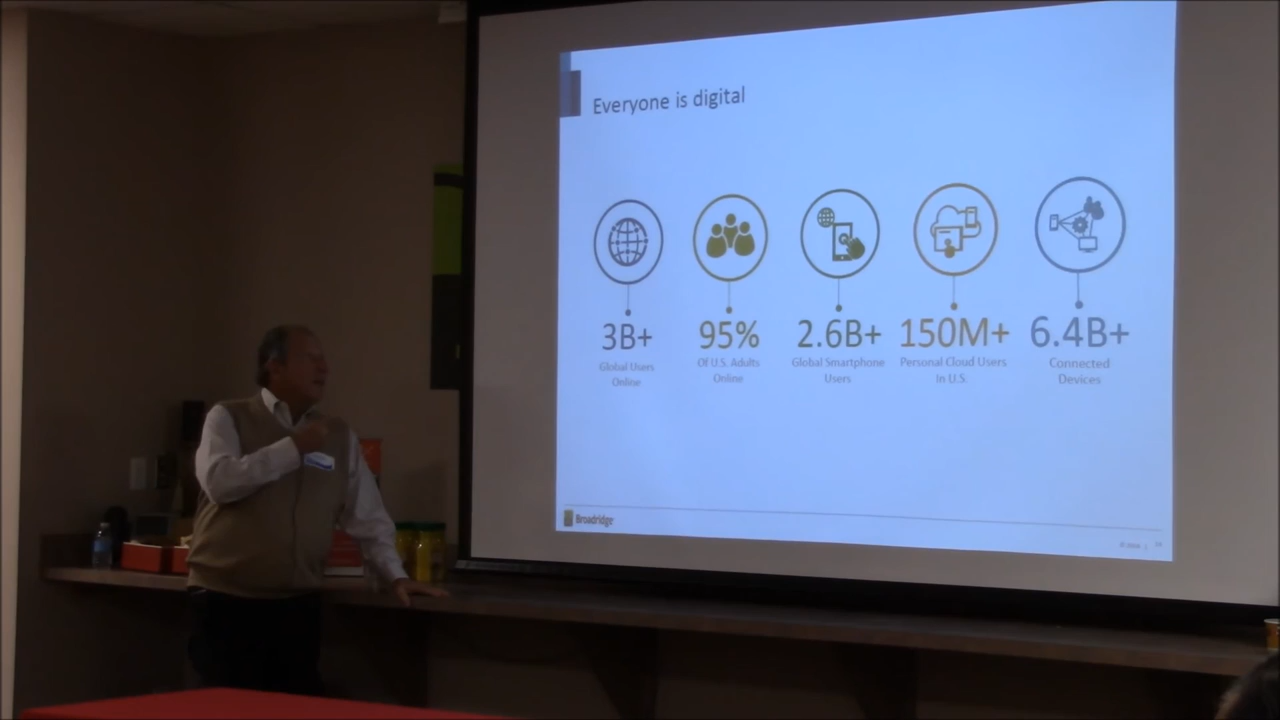 Everyone is digital
3B+
Global Users
Online
95%
Of U.S. Adults
Online
2.6B+
Global Smartphone
Users
150M+
Personal Cloud Users
In U.S.
6.4B+
Connected
Devices
Broadridge